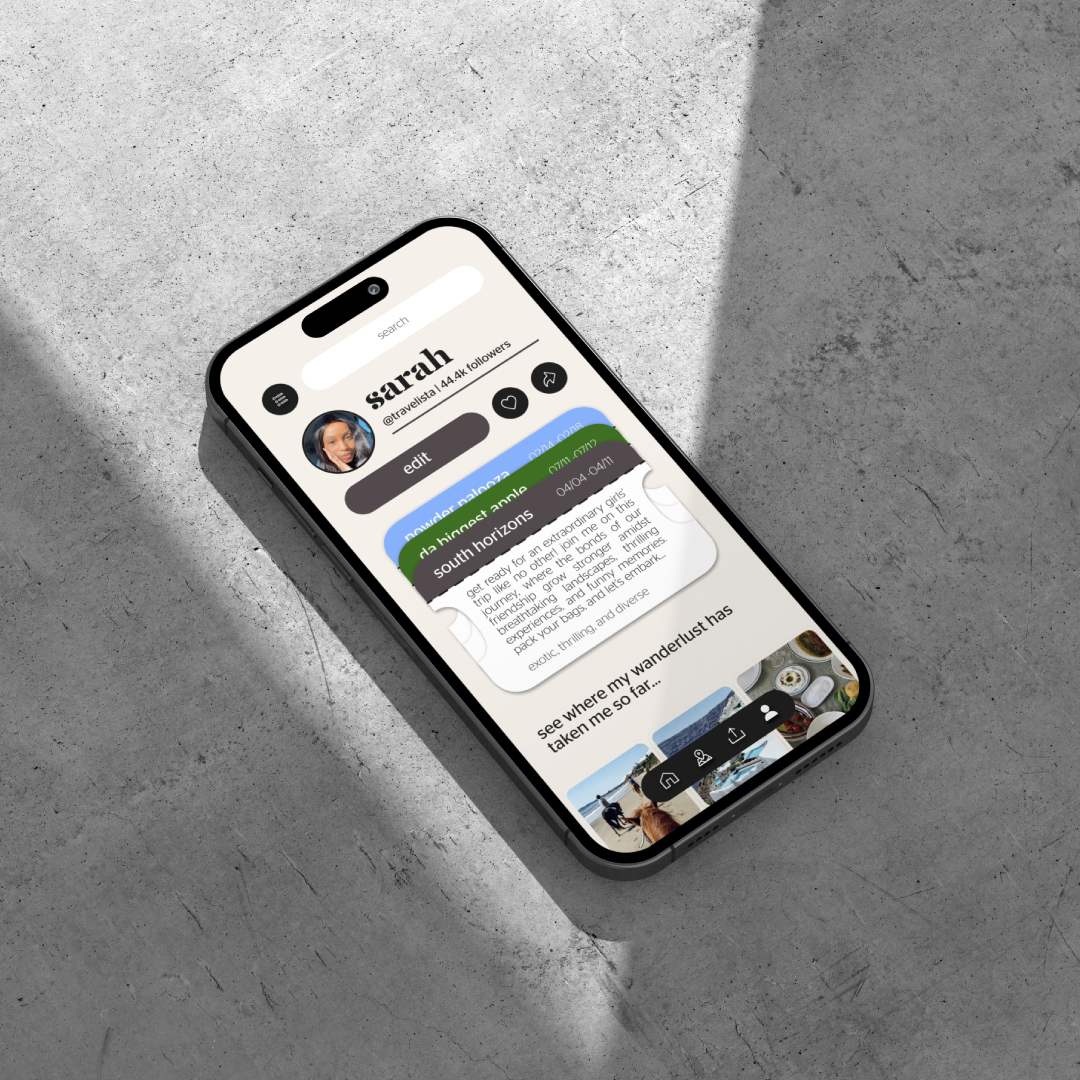 search
sarah
@travelista | 44.4k followers
edit
powder palooza 02/04 -02/08
da biggest apple 07/11 -07/12
south horizons 04/04 -04/11
get ready for an extraordinary girls'
trip like no other! join me on this
journey, where the bonds of our
friendship grow stronger amidst
breathtaking landscapes, thrilling
experiences, and funny memories.
pack your bags, and let's embark...
exotic, thrilling, and diverse
see where my wanderlust has
taken me so far...